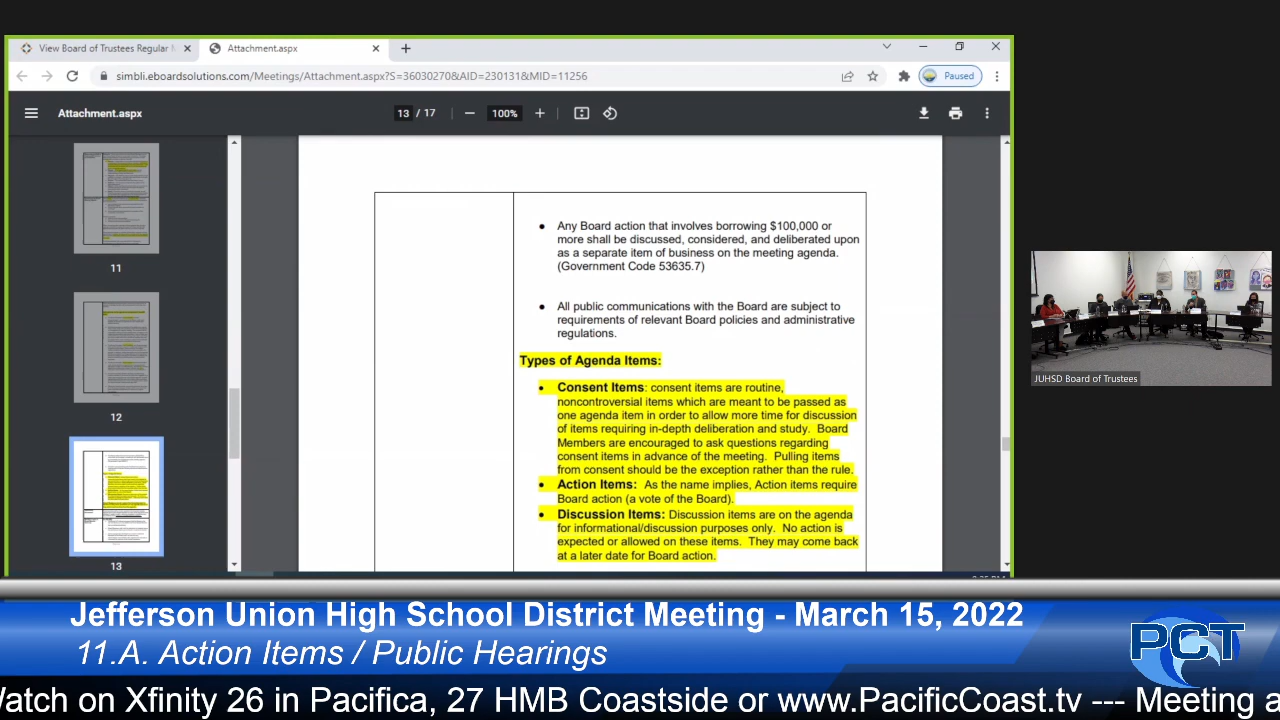 View Board of Trustees Regular M
Attachment.aspx
simbli.eboardsolutions.com/Meetings/Attachment.aspx?S=36030270&AID=230131&MID=11256
Paused
Attachment.aspx
13 / 17
100%
11
12
13
Any Board action that involves borrowing $100,000 or
more shall be discussed, considered, and deliberated upon
as a separate item of business on the meeting agenda.
(Government Code 53635.7)
All public communications with the Board are subject to
requirements of relevant Board policies and administrative
regulations.
Types of Agenda Items:
Consent Items: consent items are routine,
noncontroversial items which are meant to be passed as
one agenda item in order to allow more time for discussion
of items requiring in-depth deliberation and study. Board
Members are encouraged to ask questions regarding
consent items in advance of the meeting. Pulling items
from consent should be the exception rather than the rule.
Action Items: As the name implies, Action items require
Board action (a vote of the Board).
Discussion Items: Discussion items are on the agenda
for informational/discussion purposes only. No action is
expected or allowed on these items. They may come back
at a later date for Board action.
JUHSD Board of Trustees
Jefferson Union High School District Meeting - March 15, 2022
11.A. Action Items / Public Hearings
PCT
Watch on Xfinity 26 in Pacifica, 27 HMB Coastside or www.PacificCoast.tv --- Meeting a